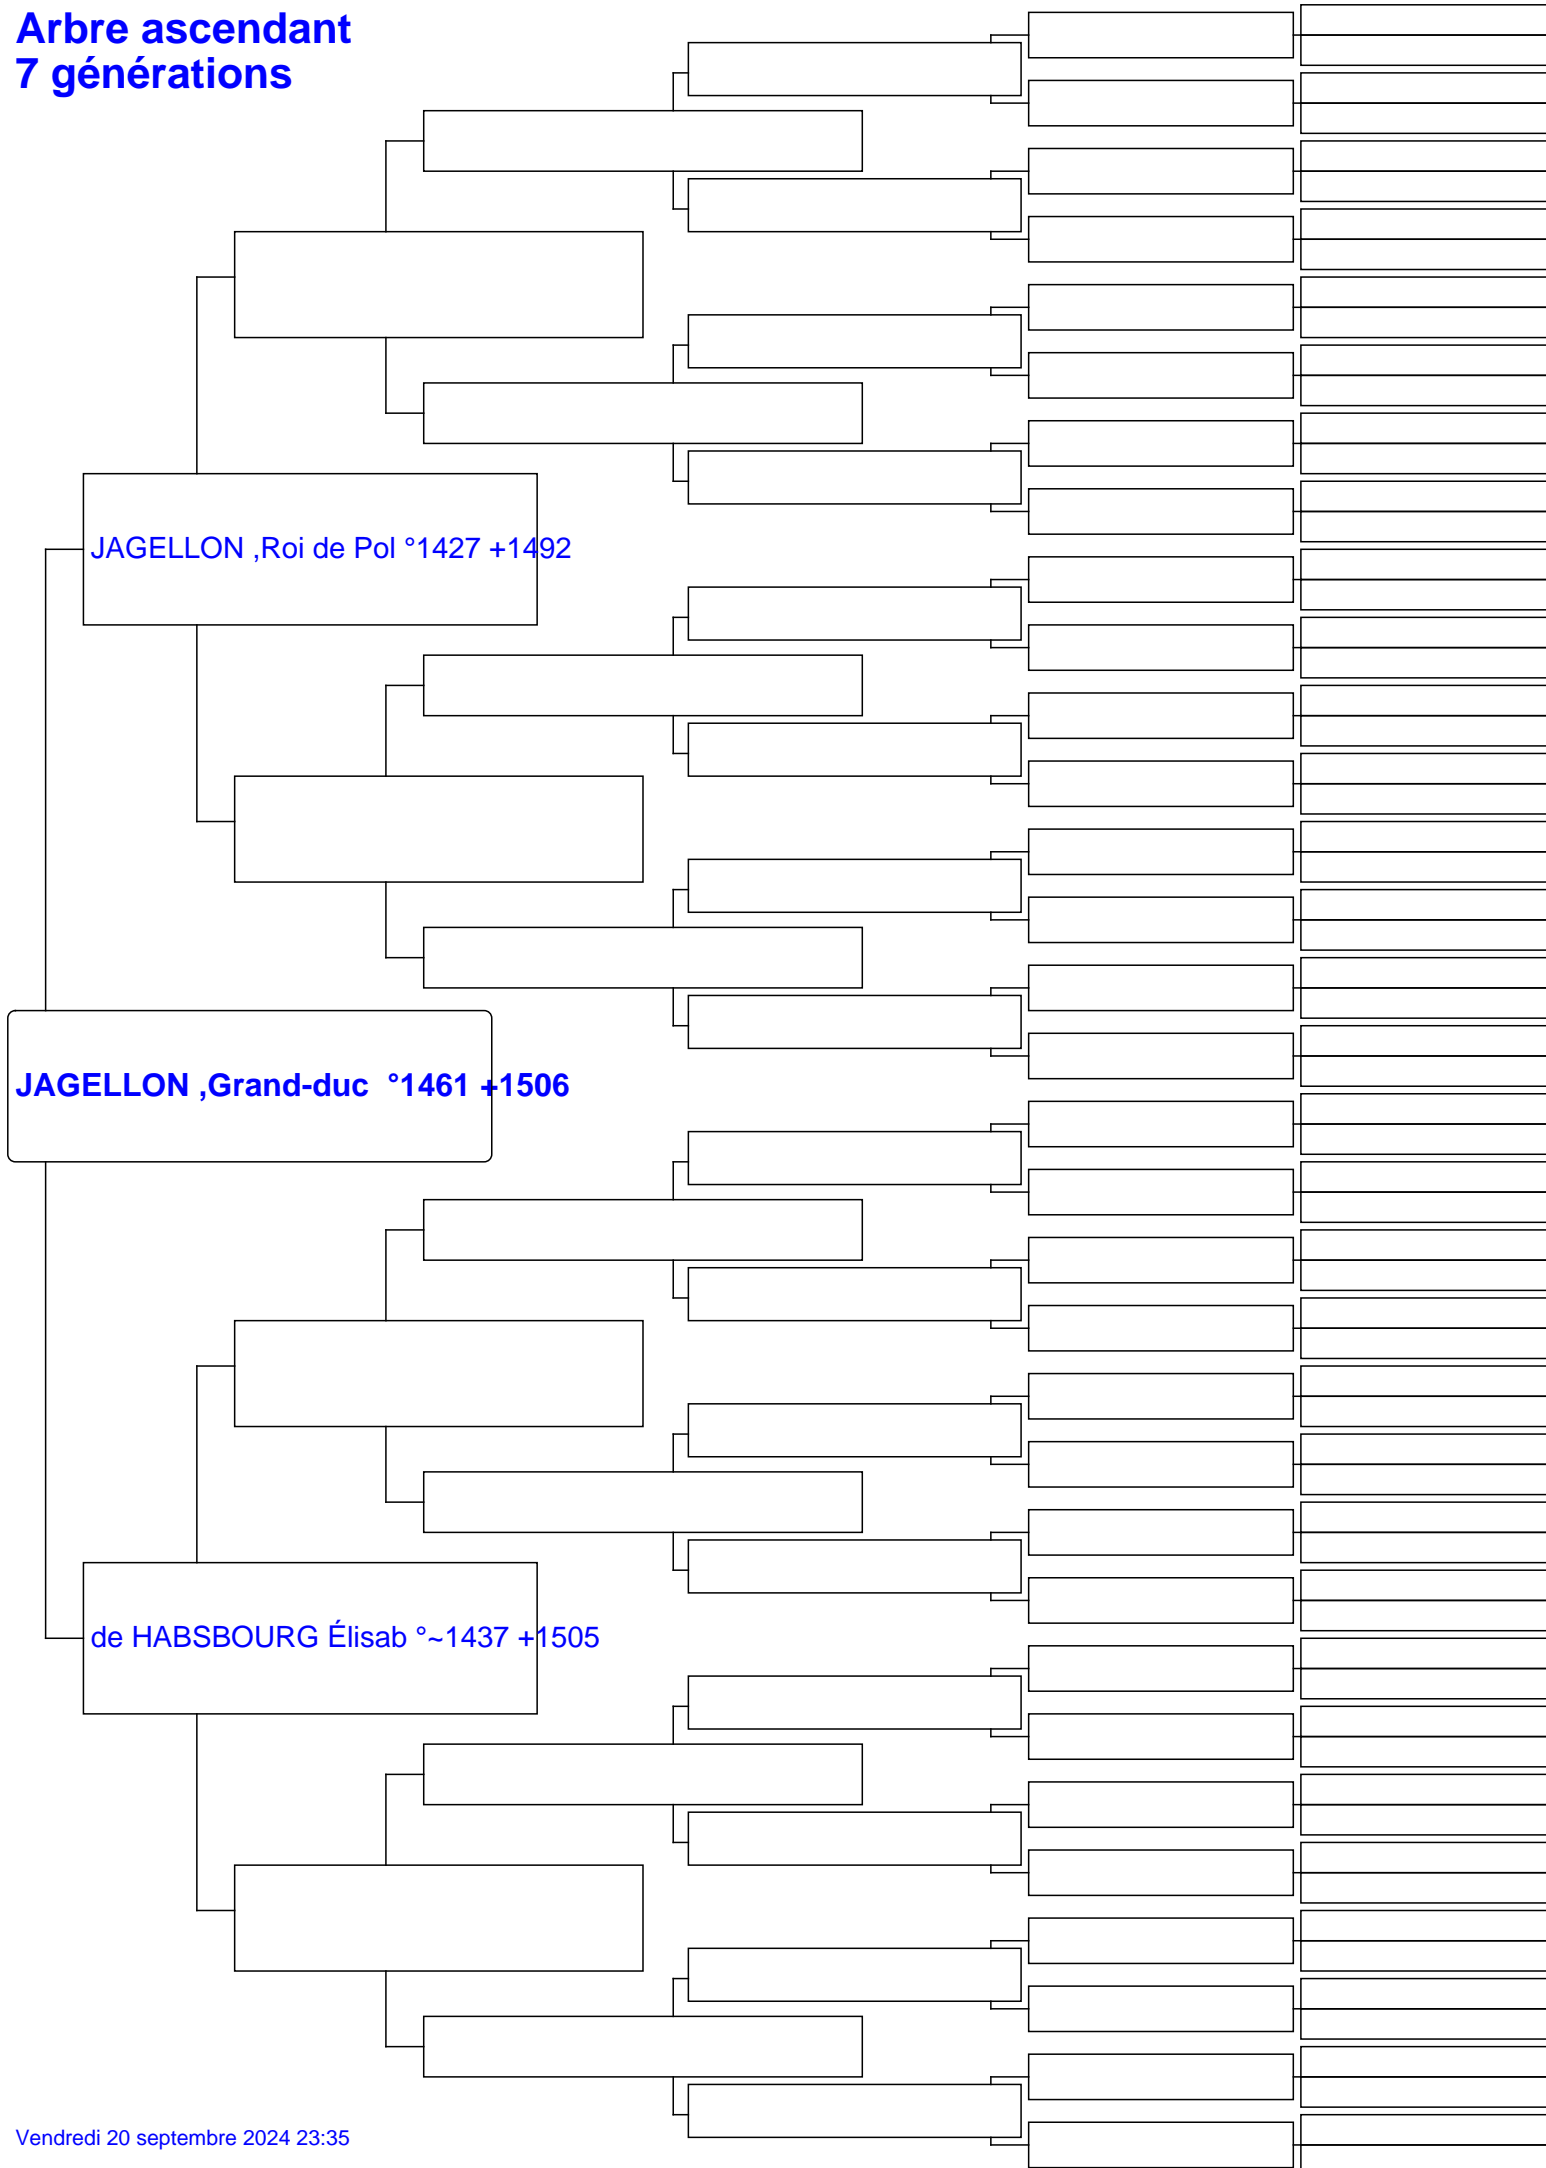 Arbre ascendant
7 générations
JAGELLON ,Roi de Pol °1427 +1492
JAGELLON ,Grand-duc °1461 +1506
de HABSBOURG Élisab °~1437 +1505
Vendredi 20 septembre 2024 23:35